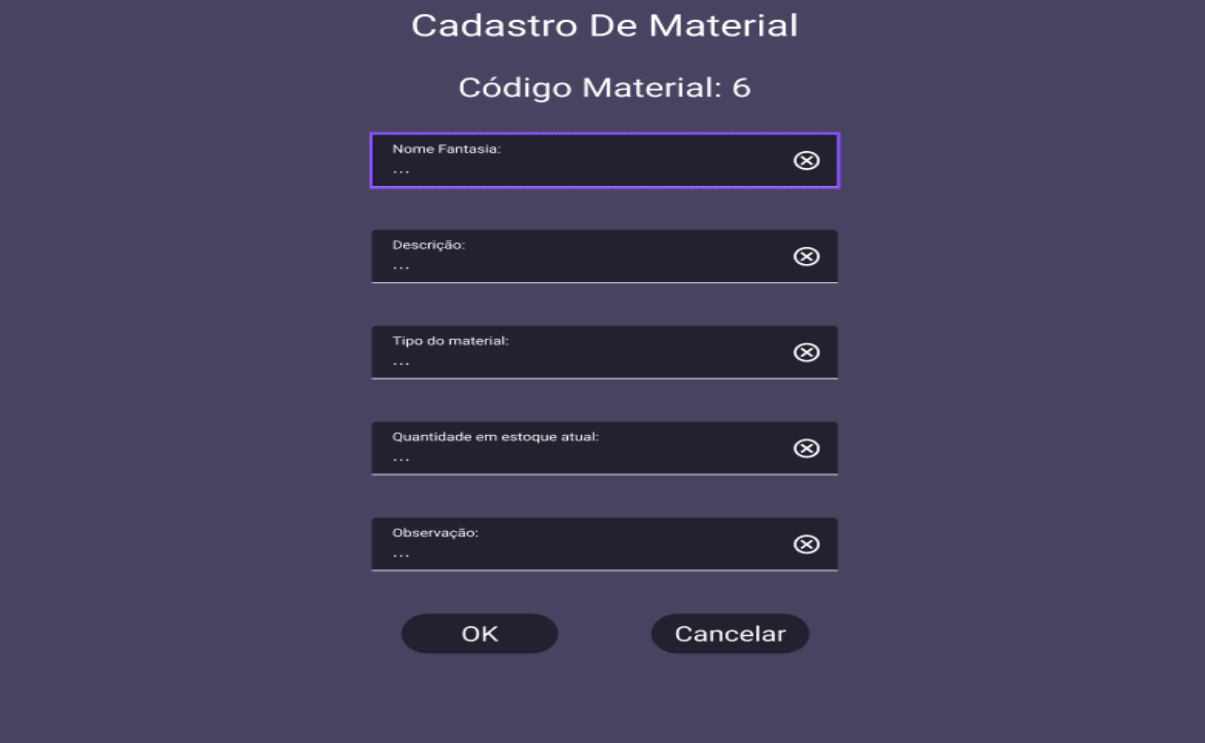 Cadastro De Material
Código Material: 6
Nome Fantasia:
...
Descrição:
...
Tipo do material:
...
Quantidade em estoque atual:
...
Observação:
...
OK
Cancelar